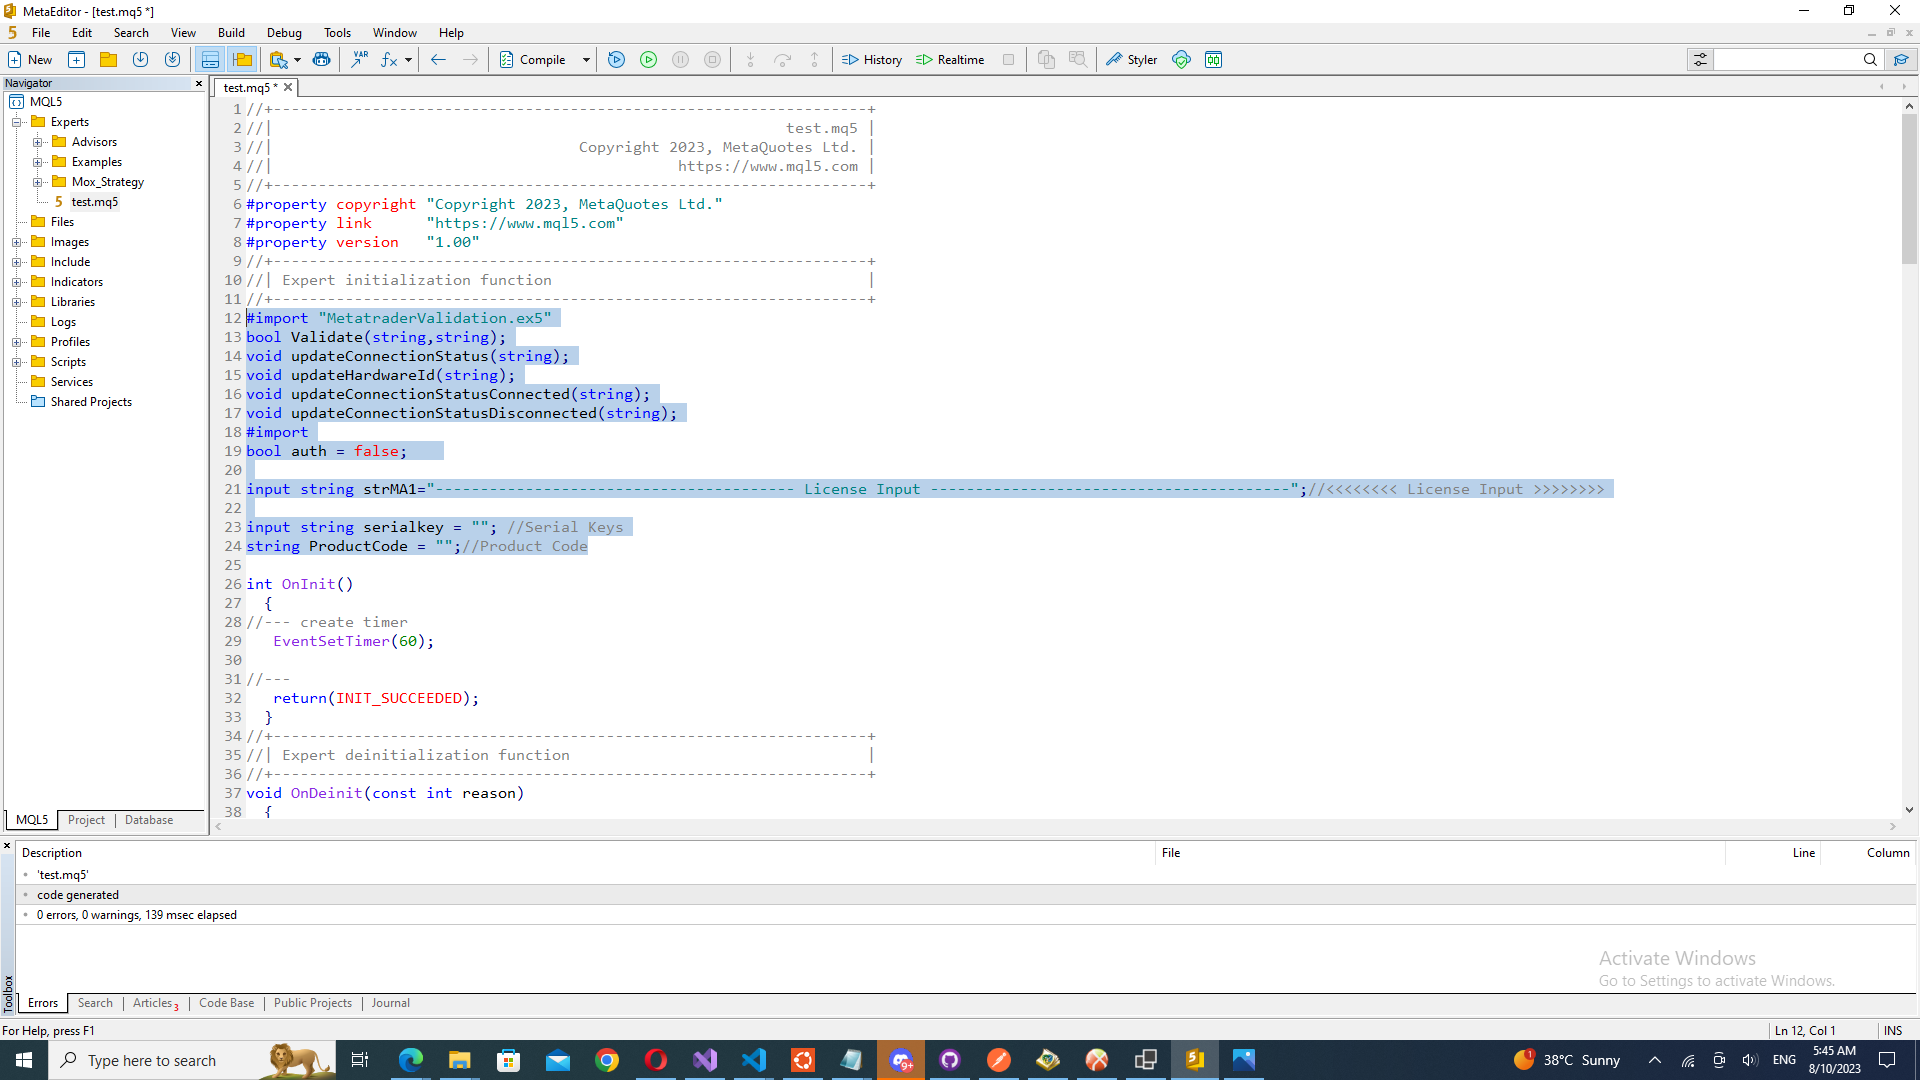 MetaEditor - [test.mq5 *]
File Edit Search View Build Debug Tools Window Help
New Compile History Realtime Styler
Navigator
test.mq5 *
MQL5
Experts
Advisors
Examples
Mox_Strategy
test.mq5
Files
Images
Include
Indicators
Libraries
Logs
Profiles
Scripts
Services
Shared Projects
MQL5 Project Database
1 //+------------------------------------------------------------------+
2 //| test.mq5 |
3 //| Copyright 2023, MetaQuotes Ltd. |
4 //| https://www.mql5.com |
5 //+------------------------------------------------------------------+
6 #property copyright "Copyright 2023, MetaQuotes Ltd."
7 #property link "https://www.mql5.com"
8 #property version "1.00"
9 //+------------------------------------------------------------------+
10 //| Expert initialization function |
11 //+------------------------------------------------------------------+
12 #import "MetatraderValidation.ex5"
13 bool Validate(string,string);
14 void updateConnectionStatus(string);
15 void updateHardwareId(string);
16 void updateConnectionStatusConnected(string);
17 void updateConnectionStatusDisconnected(string);
18 #import
19 bool auth = false;
20
21 input string strMA1="---------------------------------------- License Input ----------------------------------------";//<<<<<<<< License Input >>>>>>>>
22
23 input string serialkey = ""; //Serial Keys
24 string ProductCode = "";//Product Code
25
26 int OnInit()
27 {
28 //--- create timer
29 EventSetTimer(60);
30
31 //---
32 return(INIT_SUCCEEDED);
33 }
34 //+------------------------------------------------------------------+
35 //| Expert deinitialization function |
36 //+------------------------------------------------------------------+
37 void OnDeinit(const int reason)
38 {
Description File Line Column
'test.mq5'
code generated
0 errors, 0 warnings, 139 msec elapsed
Activate Windows
Go to Settings to activate Windows.
Toolbox
Errors Search Articles 3 Code Base Public Projects Journal
For Help, press F1
Ln 12, Col 1 INS
Type here to search
9+
1
38°C Sunny
ENG
5:45 AM
8/10/2023